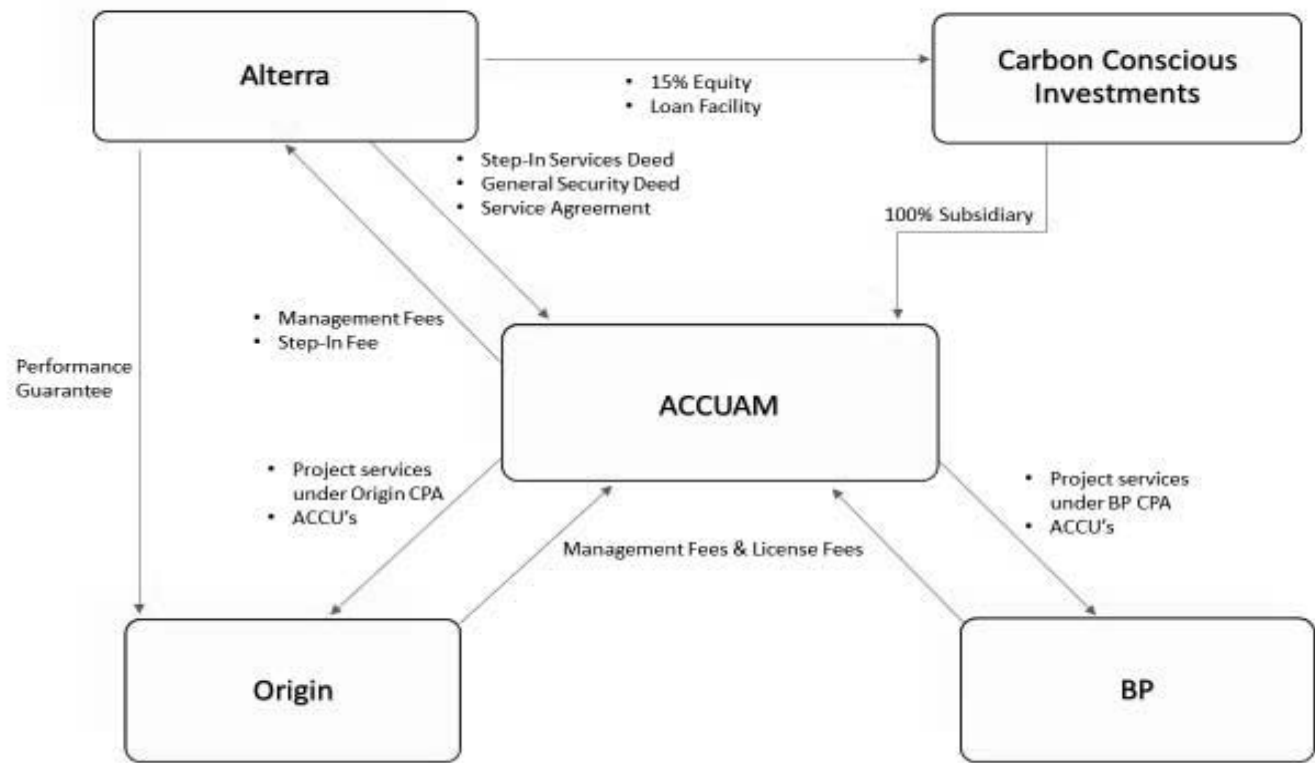 Alterra
Carbon Conscious
Investments
• 15% Equity
• Loan Facility
• Step-In Services Deed
• General Security Deed
• Service Agreement
100% Subsidiary
• Management Fees
• Step-In Fee
Performance
Guarantee
ACCUAM
• Project services
under Origin CPA
• ACCU's
• Project services
under BP CPA
• ACCU's
Management Fees & License Fees
Origin
BP